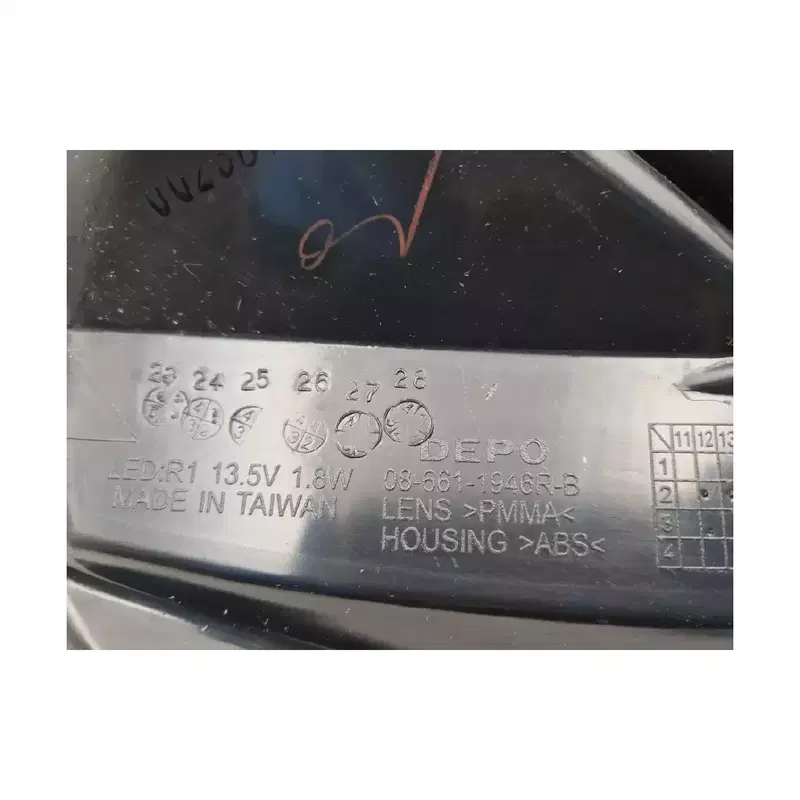 23 24 25 26 27 28
DEPO
LED:R1 13.5V 1.8W 08-661-1946R-B
MADE IN TAIWAN LENS >PMMA<
HOUSING >ABS<
11 12 13
1
2
3
4